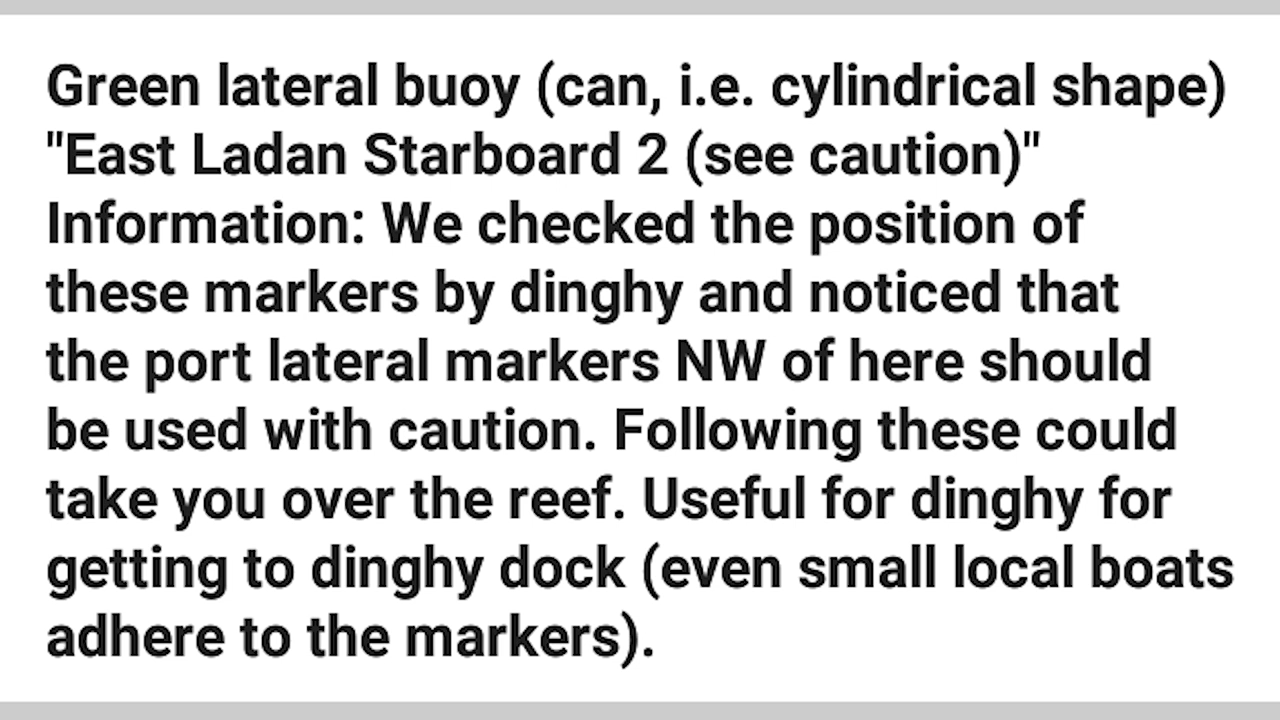 Green lateral buoy (can, i.e. cylindrical shape)
"East Ladan Starboard 2 (see caution)"
Information: We checked the position of
these markers by dinghy and noticed that
the port lateral markers NW of here should
be used with caution. Following these could
take you over the reef. Useful for dinghy for
getting to dinghy dock (even small local boats
adhere to the markers).